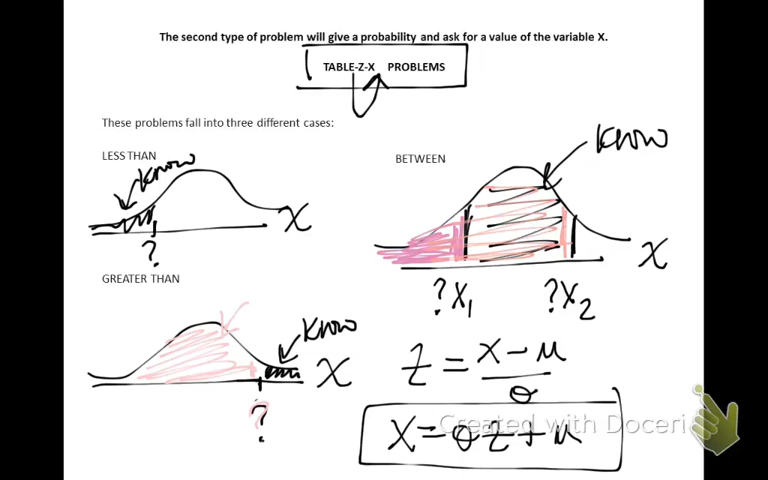 The second type of problem will give a probability and ask for a value of the variable X.
TABLE-Z-X PROBLEMS
These problems fall into three different cases:
LESS THAN
Know
X
?
BETWEEN
Know
X
?X₁ ?X₂
GREATER THAN
Know
X
?
Z = X - μ
σ
X = σZ + μ
Created with Doceri